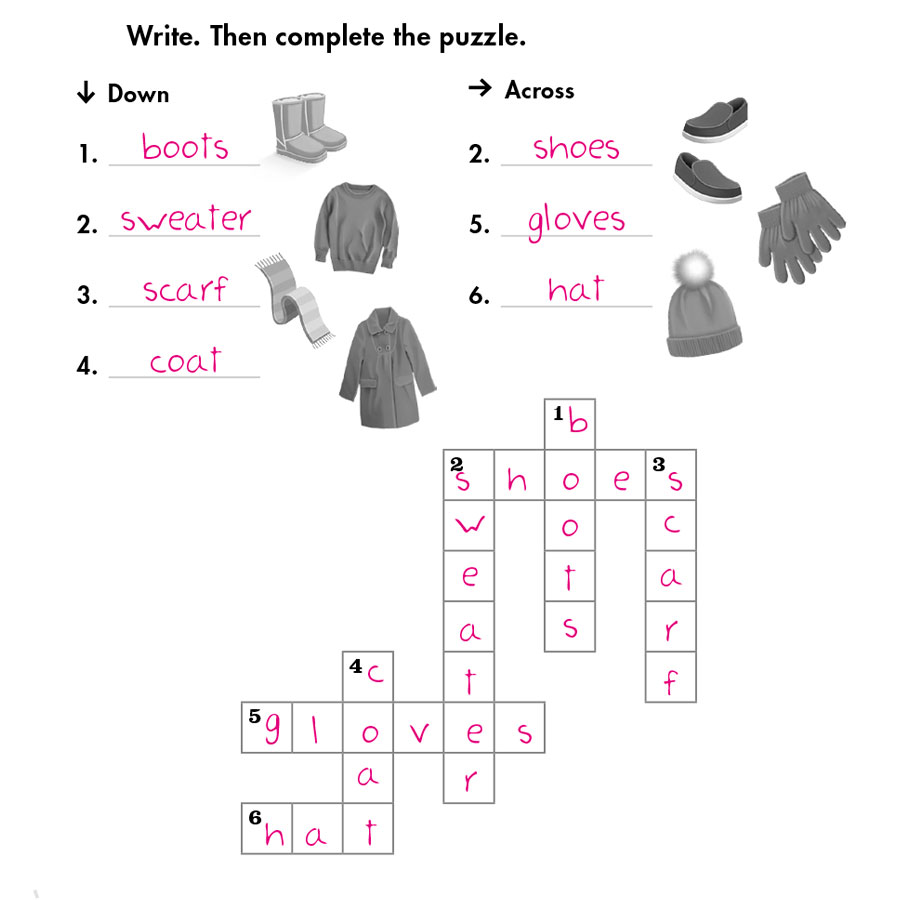 Write. Then complete the puzzle.
↓ Down
1. boots
2. sweater
3. scarf
4. coat
→ Across
2. shoes
5. gloves
6. hat
1 b
2 s h o e 3 s
w o c
e t a
a s r
4 c t f
5 g l o v e s
a r
6 h a t